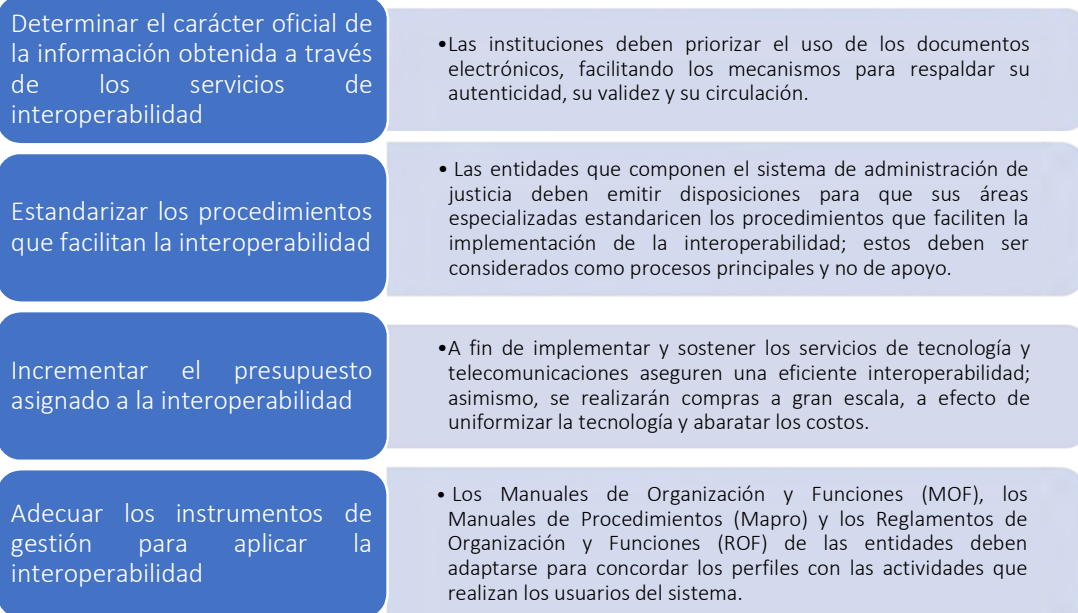 Determinar el carácter oficial de
la información obtenida a través
de los servicios de
interoperabilidad
•Las instituciones deben priorizar el uso de los documentos
electrónicos, facilitando los mecanismos para respaldar su
autenticidad, su validez y su circulación.
Estandarizar los procedimientos
que facilitan la interoperabilidad
• Las entidades que componen el sistema de administración de
justicia deben emitir disposiciones para que sus áreas
especializadas estandaricen los procedimientos que faciliten la
implementación de la interoperabilidad; estos deben ser
considerados como procesos principales y no de apoyo.
Incrementar el presupuesto
asignado a la interoperabilidad
•A fin de implementar y sostener los servicios de tecnología y
telecomunicaciones aseguren una eficiente interoperabilidad;
asimismo, se realizarán compras a gran escala, a efecto de
uniformizar la tecnología y abaratar los costos.
Adecuar los instrumentos de
gestión para aplicar la
interoperabilidad
• Los Manuales de Organización y Funciones (MOF), los
Manuales de Procedimientos (Mapro) y los Reglamentos de
Organización y Funciones (ROF) de las entidades deben
adaptarse para concordar los perfiles con las actividades que
realizan los usuarios del sistema.